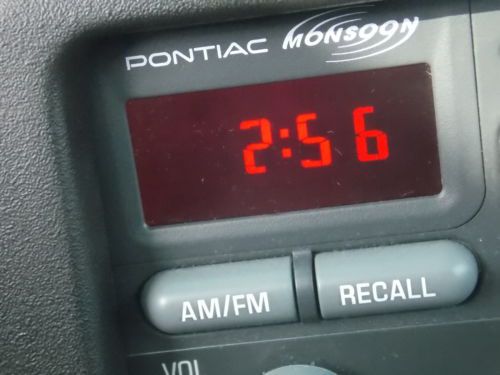 PONTIAC MONSOON
2:56
AM/FM RECALL
VOL